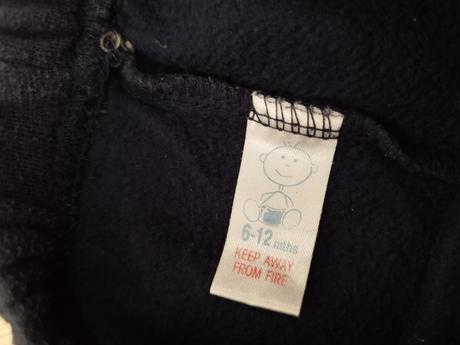 6-12 mths
KEEP AWAY
FROM FIRE